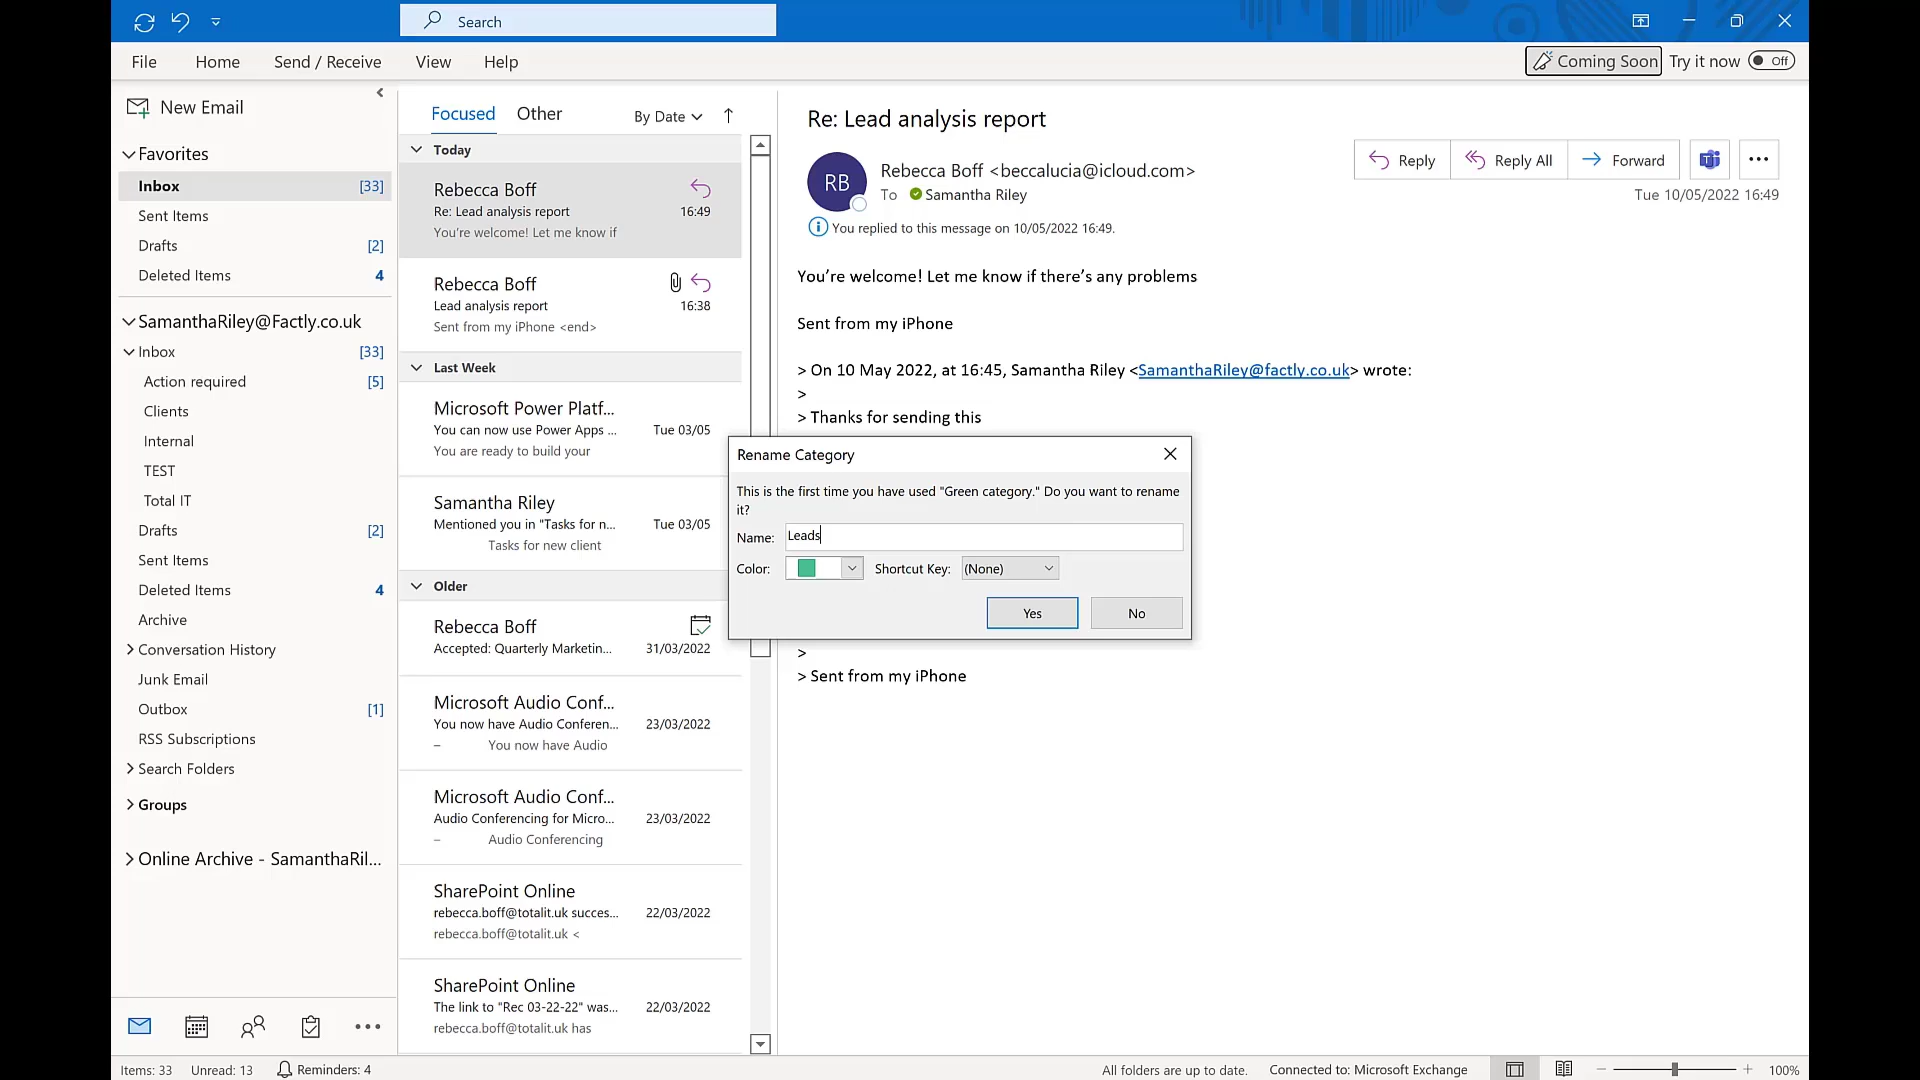 Search
File Home Send / Receive View Help
Coming Soon Try it now Off
New Email
Favorites
Inbox [33]
Sent Items
Drafts [2]
Deleted Items 4
SamanthaRiley@Factly.co.uk
Inbox [33]
Action required [5]
Clients
Internal
TEST
Total IT
Drafts [2]
Sent Items
Deleted Items 4
Archive
Conversation History
Junk Email
Outbox [1]
RSS Subscriptions
Search Folders
Groups
Online Archive - SamanthaRil...
Focused Other By Date
Today
Rebecca Boff
Re: Lead analysis report 16:49
You're welcome! Let me know if
Rebecca Boff
Lead analysis report 16:38
Sent from my iPhone <end>
Last Week
Microsoft Power Platf...
You can now use Power Apps ... Tue 03/05
You are ready to build your
Samantha Riley
Mentioned you in "Tasks for n... Tue 03/05
Tasks for new client
Older
Rebecca Boff
Accepted: Quarterly Marketin... 31/03/2022
Microsoft Audio Conf...
You now have Audio Conferen... 23/03/2022
– You now have Audio
Microsoft Audio Conf...
Audio Conferencing for Micro... 23/03/2022
– Audio Conferencing
SharePoint Online
rebecca.boff@totalit.uk succes... 22/03/2022
rebecca.boff@totalit.uk <
SharePoint Online
The link to "Rec 03-22-22" was... 22/03/2022
rebecca.boff@totalit.uk has
Re: Lead analysis report
RB
Rebecca Boff <beccalucia@icloud.com>
To Samantha Riley
You replied to this message on 10/05/2022 16:49.
Reply Reply All Forward
Tue 10/05/2022 16:49
You're welcome! Let me know if there's any problems
Sent from my iPhone
> On 10 May 2022, at 16:45, Samantha Riley <SamanthaRiley@factly.co.uk> wrote:
>
> Thanks for sending this
Rename Category
This is the first time you have used "Green category." Do you want to rename
it?
Name: Leads
Color: Shortcut Key: (None)
Yes No
>
> Sent from my iPhone
Items: 33 Unread: 13 Reminders: 4 All folders are up to date. Connected to: Microsoft Exchange 100%